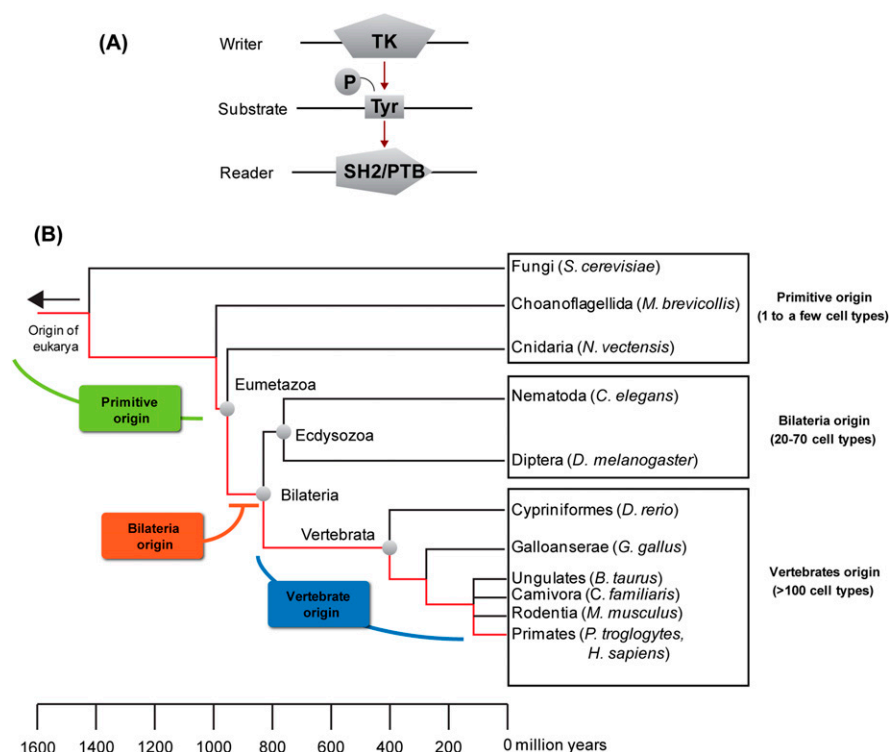 (A)
Writer
TK
P
Substrate
Tyr
Reader
SH2/PTB
(B)
Fungi (S. cerevisiae)
Choanoflagellida (M. brevicollis)
Cnidaria (N. vectensis)
Primitive origin
(1 to a few cell types)
Origin of
eukarya
Primitive
origin
Eumetazoa
Nematoda (C. elegans)
Ecdysozoa
Diptera (D. melanogaster)
Bilateria origin
(20-70 cell types)
Bilateria
Bilateria
origin
Vertebrata
Cypriniformes (D. rerio)
Galloanserae (G. gallus)
Ungulates (B. taurus)
Carnivora (C. familiaris)
Rodentia (M. musculus)
Primates (P. troglogytes,
H. sapiens)
Vertebrates origin
(>100 cell types)
Vertebrate
origin
1600 1400 1200 1000 800 600 400 200 0 million years